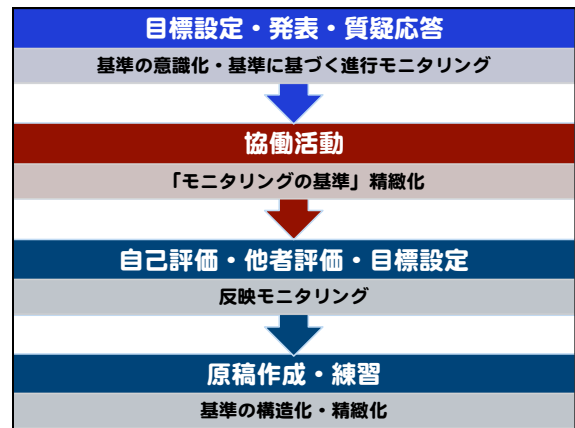 目標設定・発表・質疑応答
基準の意識化・基準に基づく進行モニタリング
協働活動
「モニタリングの基準」精緻化
自己評価・他者評価・目標設定
反映モニタリング
原稿作成・練習
基準の構造化・精緻化